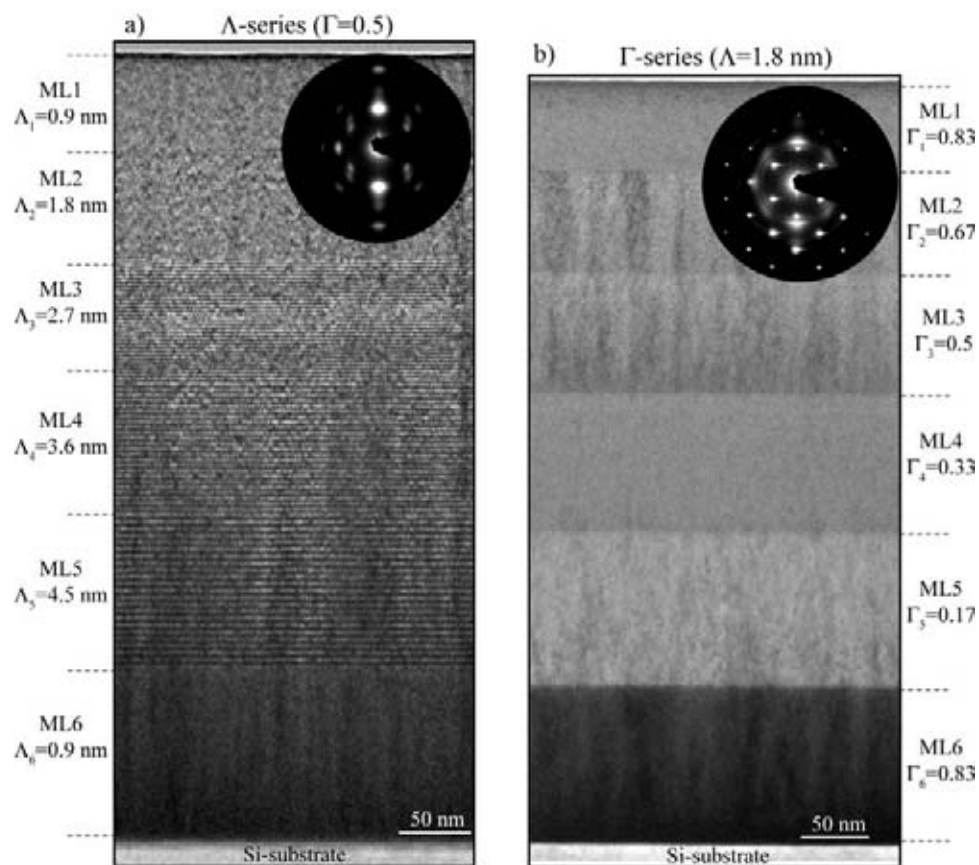 a)
Λ-series (Γ=0.5)
ML1
Λ₁=0.9 nm
ML2
Λ₂=1.8 nm
ML3
Λ₃=2.7 nm
ML4
Λ₄=3.6 nm
ML5
Λ₅=4.5 nm
ML6
Λ₆=0.9 nm
50 nm
Si-substrate
b)
Γ-series (Λ=1.8 nm)
ML1
Γ₁=0.83
ML2
Γ₂=0.67
ML3
Γ₃=0.5
ML4
Γ₄=0.33
ML5
Γ₅=0.17
ML6
Γ₆=0.83
50 nm
Si-substrate